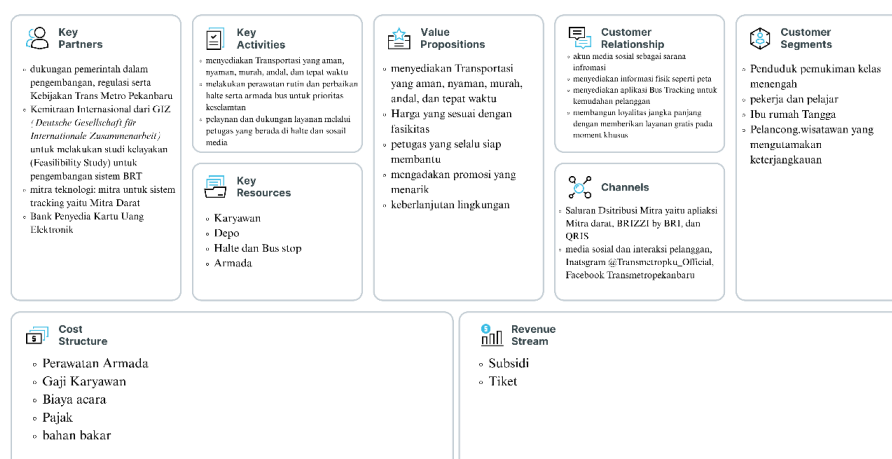 Key
Partners
dukungan pemerintah dalam
pengembangan, regulasi serta
Kebijakan Trans Metro Pekanbaru
Kemitraan Internasional dari GIZ
(Deutsche Gesellschaft für
Internationale Zusammenarbeit)
untuk melakukan studi kelayakan
(Feasilibility Study) untuk
pengembangan sistem BRT
mitra teknologi: mitra untuk sistem
tracking yaitu Mitra Darat
Bank Penyedia Kartu Uang
Elektronik
Key
Activities
menyediakan Transportasi yang aman,
nyaman, murah, andal, dan tepat waktu
melakukan perawatan rutin dan perbaikan
halte serta armada bus untuk prioritas
keselamtan
pelaynan dan dukungan layanan melalui
petugas yang berada di halte dan sosail
media
Key
Resources
Karyawan
Depo
Halte dan Bus stop
Armada
Value
Propositions
menyediakan Transportasi
yang aman, nyaman, murah,
andal, dan tepat waktu
Harga yang sesuai dengan
fasikitas
petugas yang selalu siap
membantu
mengadakan promosi yang
menarik
keberlanjutan lingkungan
Customer
Relationship
akun media sosial sebagai sarana
infromasi
menyediakan informasi fisik seperti peta
menyediakan aplikasi Bus Tracking untuk
kemudahan pelanggan
membangun loyalitas jangka panjang
dengan memberikan layanan gratis pada
moment khusus
Channels
Saluran Dsitribusi Mitra yaitu apliaksi
Mitra darat, BRIZZI by BRI, dan
QRIS
media sosial dan interaksi pelanggan,
Inatsgram @Transmetropku_Official,
Facebook Transmetropekanbaru
Customer
Segments
Penduduk pemukiman kelas
menengah
pekerja dan pelajar
Ibu rumah Tangga
Pelancong,wisatawan yang
mengutamakan
keterjangkauan
Cost
Structure
Perawatan Armada
Gaji Karyawan
Biaya acara
Pajak
bahan bakar
Revenue
Stream
Subsidi
Tiket